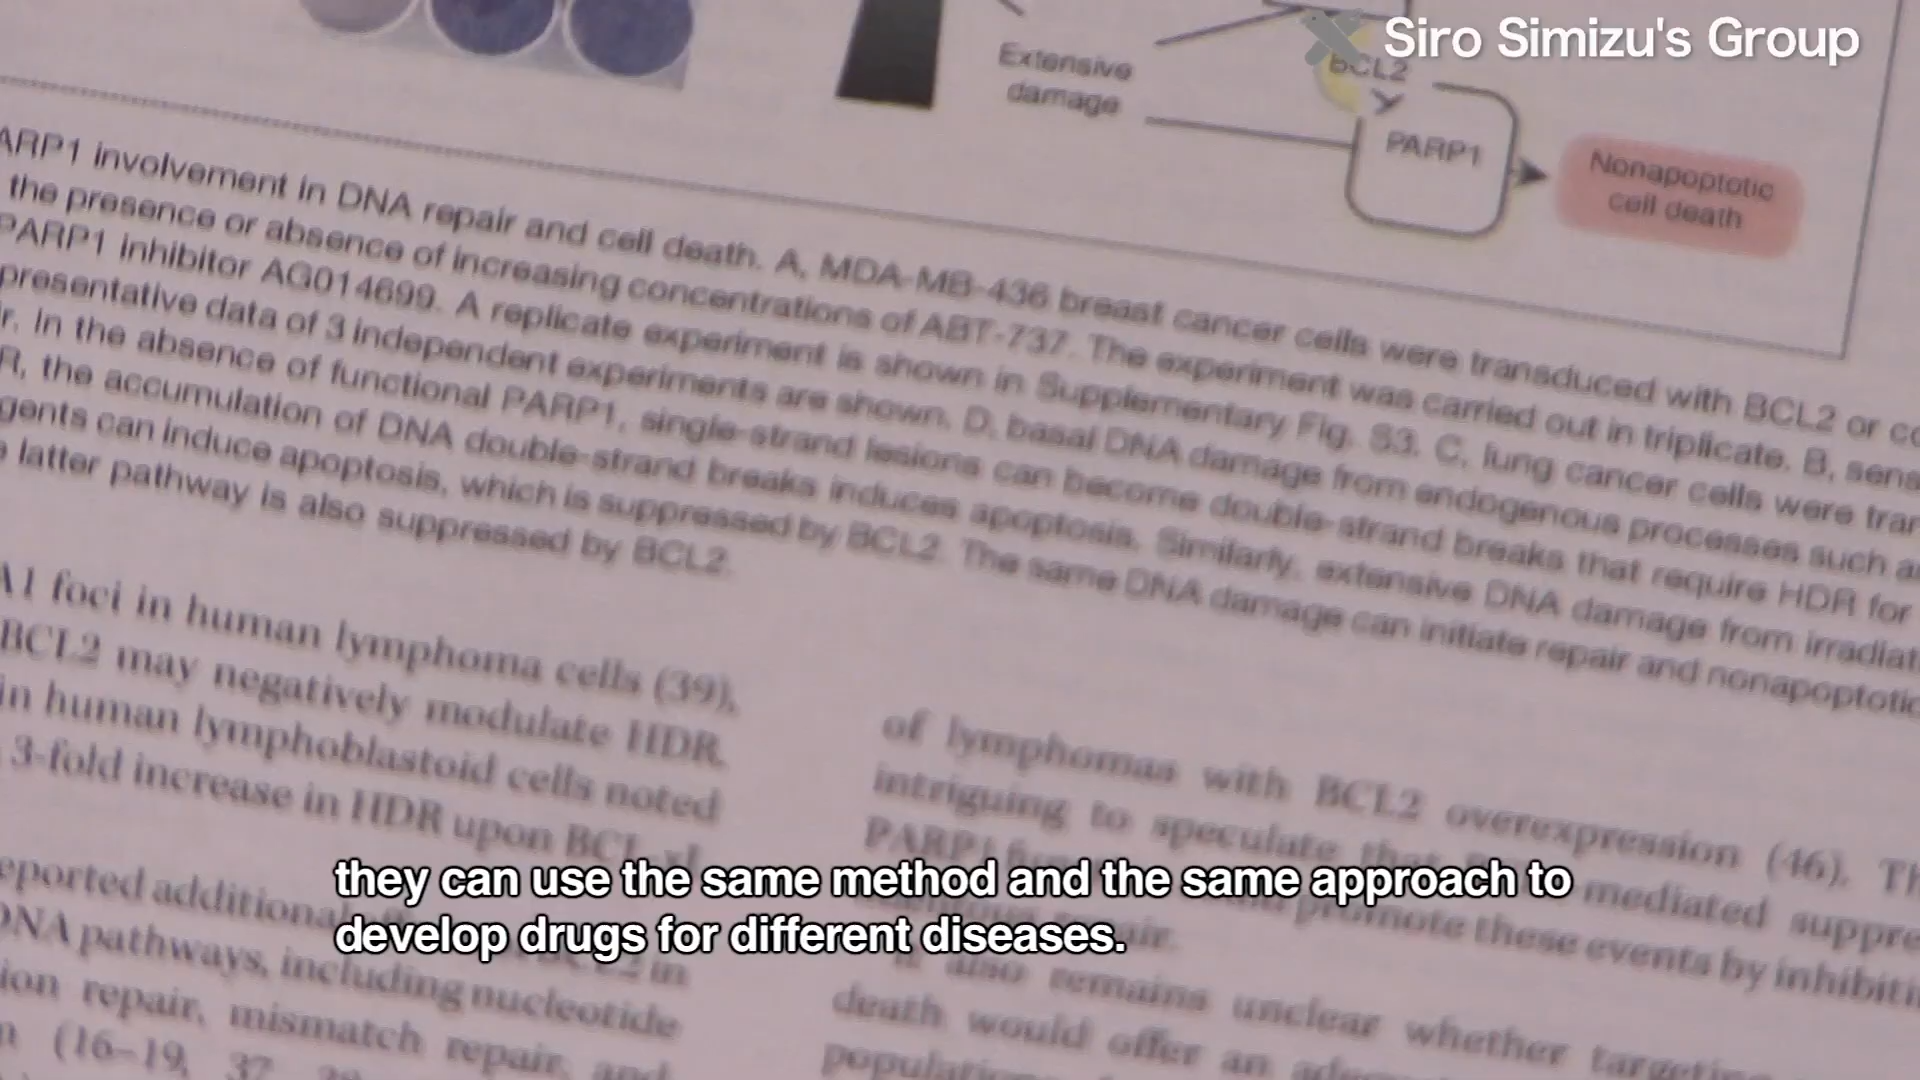 Siro Simizu's Group
Extensive
damage
BCL2
PARP1
Nonapoptotic
cell death
ARP1 involvement in DNA repair and cell death. A, MDA-MB-436 breast cancer cells were transduced with BCL2 or
the presence or absence of increasing concentrations of ABT-737. The experiment was carried out in triplicate. B,
PARP1 inhibitor AG014699. A replicate experiment is shown in Supplementary Fig. S3. C, lung cancer cells were
presentative data of 3 independent experiments are shown. D, basal DNA damage from endogenous processes such
r. In the absence of functional PARP1, single-strand lesions can become double-strand breaks that require HDR for
R, the accumulation of DNA double-strand breaks induces apoptosis. Similarly, extensive DNA damage from
gents can induce apoptosis, which is suppressed by BCL2. The same DNA damage can initiate repair and nonapoptotic
latter pathway is also suppressed by BCL2.
A1 foci in human lymphoma cells (39),
BCL2 may negatively modulate HDR.
in human lymphoblastoid cells noted
3-fold increase in HDR upon
eported additional
DNA pathways, including nucleotide
ion repair, mismatch repair, and
(16–19, 37,
of lymphomas with BCL2 overexpression (46).
intriguing to speculate that mediated
PARP1 promote these events by
repair.
It also remains unclear whether
death would offer an
they can use the same method and the same approach to
develop drugs for different diseases.